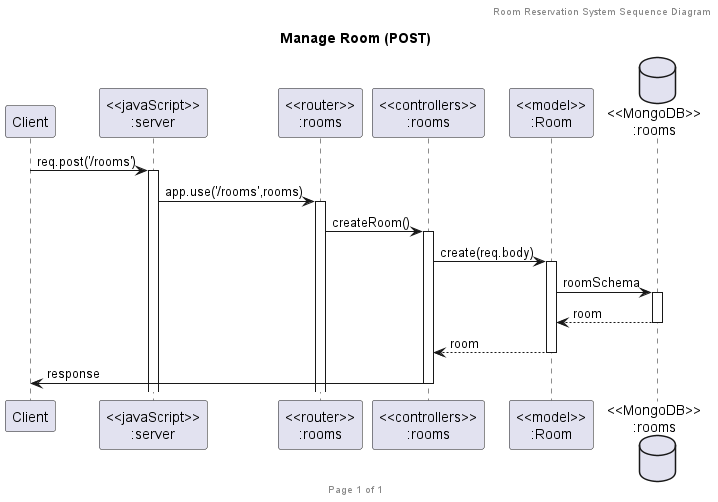 Room Reservation System Sequence Diagram
Manage Room (POST)
Client
<<javaScript>>
:server
<<router>>
:rooms
<<controllers>>
:rooms
<<model>>
:Room
<<MongoDB>>
:rooms
req.post('/rooms')
app.use('/rooms',rooms)
createRoom()
create(req.body)
roomSchema
room
room
response
Client
<<javaScript>>
:server
<<router>>
:rooms
<<controllers>>
:rooms
<<model>>
:Room
<<MongoDB>>
:rooms
Page 1 of 1